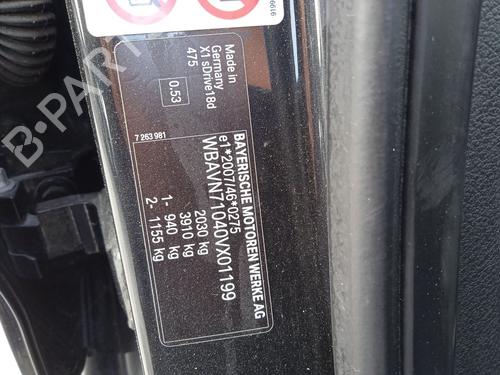 BAYERISCHE MOTOREN WERKE AG
e1*2007/46*0275
WBAVN71040VX01199
2030 kg
3910 kg
1- 940 kg
2- 1155 kg
Made in
Germany
X1 sDrive18d
475
0.53
7 263 981
B-PART